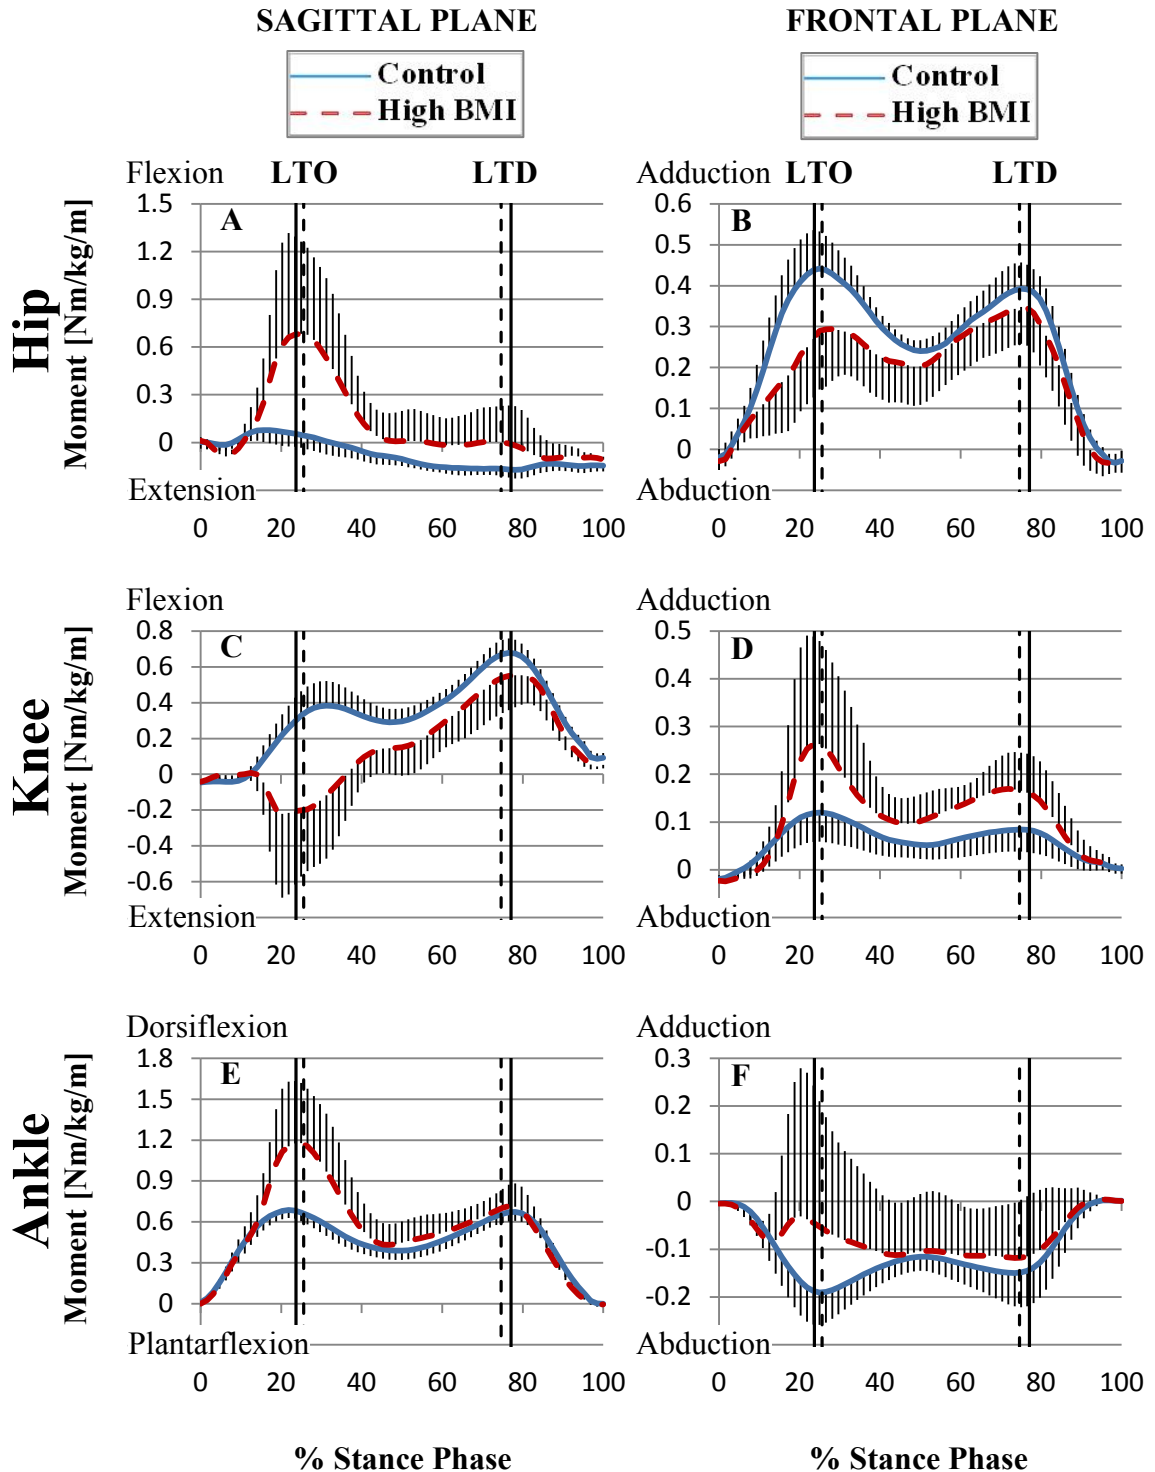 SAGITTAL PLANE
FRONTAL PLANE
Control
High BMI
Control
High BMI
Flexion LTO LTD
Adduction LTO LTD
Hip
Moment [Nm/kg/m]
A
1.5
1.2
0.9
0.6
0.3
0
Extension
0 20 40 60 80 100
B
0.6
0.5
0.4
0.3
0.2
0.1
0
Abduction
0 20 40 60 80 100
Knee
Moment [Nm/kg/m]
Flexion
C
0.8
0.6
0.4
0.2
0
-0.2
-0.4
-0.6
Extension
0 20 40 60 80 100
Adduction
D
0.5
0.4
0.3
0.2
0.1
0
Abduction
0 20 40 60 80 100
Ankle
Moment [Nm/kg/m]
Dorsiflexion
E
1.8
1.5
1.2
0.9
0.6
0.3
0
Plantarflexion
0 20 40 60 80 100
% Stance Phase
Adduction
F
0.3
0.2
0.1
0
-0.1
-0.2
Abduction
0 20 40 60 80 100
% Stance Phase